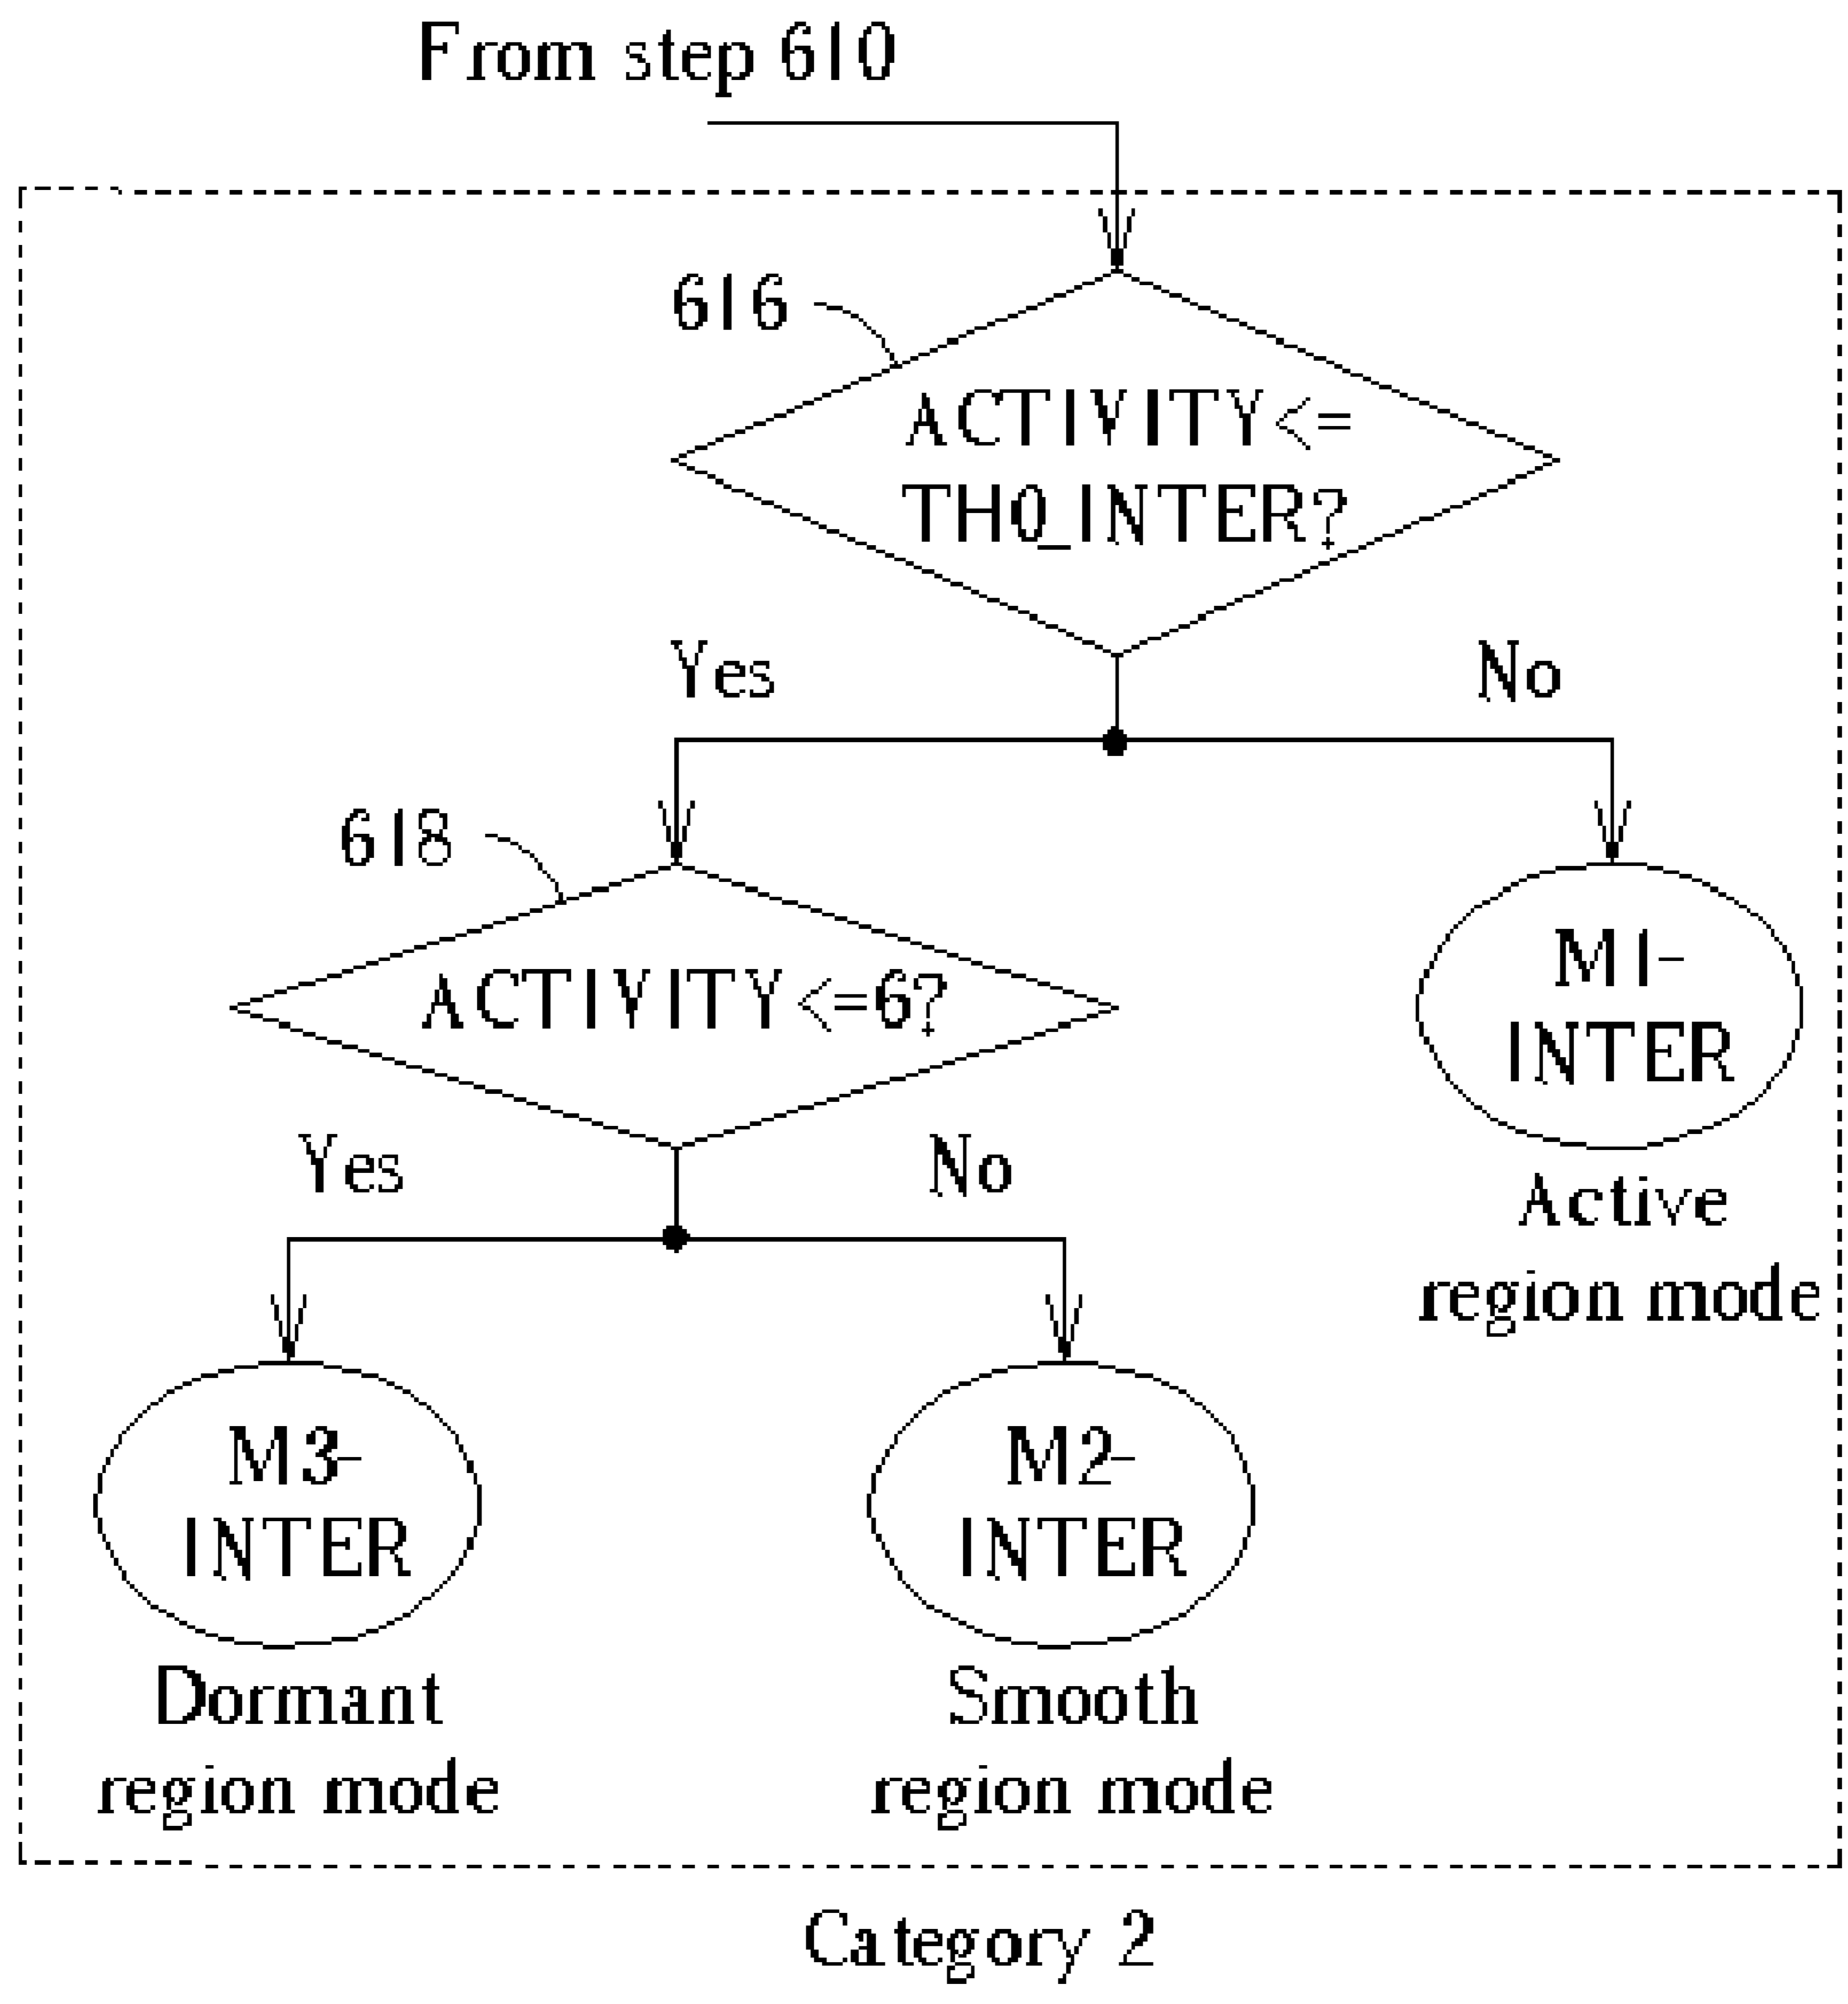 From step 610
616
ACTIVITY<=
TH0_INTER?
Yes
No
618
ACTIVITY<=6?
M1-
INTER
Yes
No
Active
region mode
M3-
INTER
M2-
INTER
Dormant
region mode
Smooth
region mode
Category 2